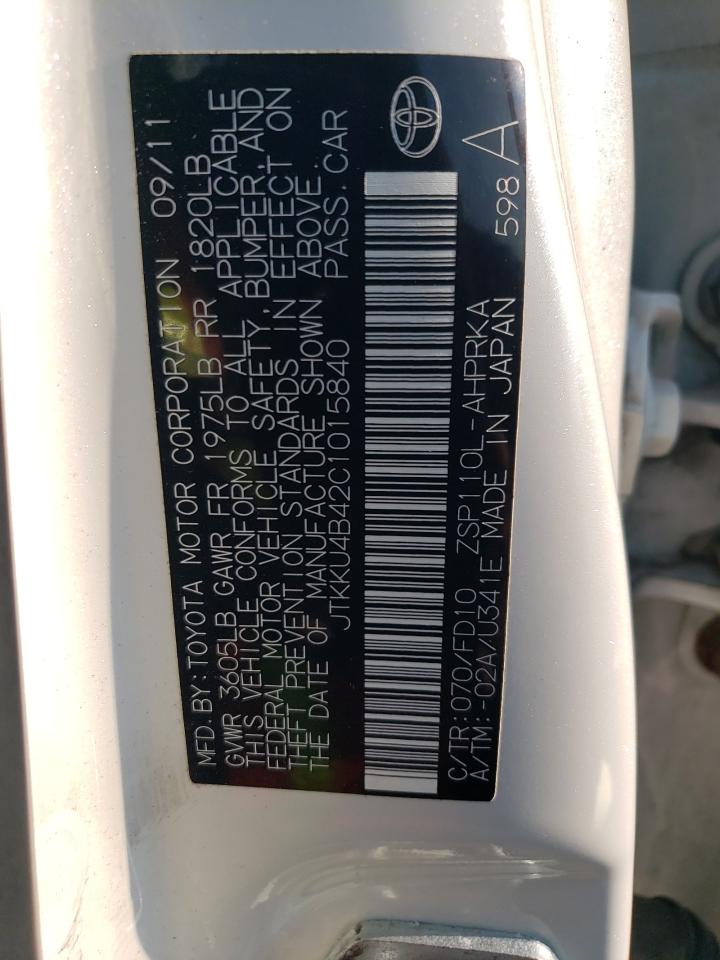 MFD.BY:TOYOTA MOTOR CORPORATION 09/11
GVWR 3605LB GAWR FR 1975LB RR 1820LB
THIS VEHICLE CONFORMS TO ALL APPLICABLE
FEDERAL MOTOR VEHICLE SAFETY,BUMPER,AND
THEFT PREVENTION STANDARDS IN EFFECT ON
THE DATE OF MANUFACTURE SHOWN ABOVE.
JTKKU4B42C1015840 PASS.CAR
C/TR:070/FD10 ZSP110L-AHPRKA 598 A
A/TM:-02A/U341E MADE IN JAPAN